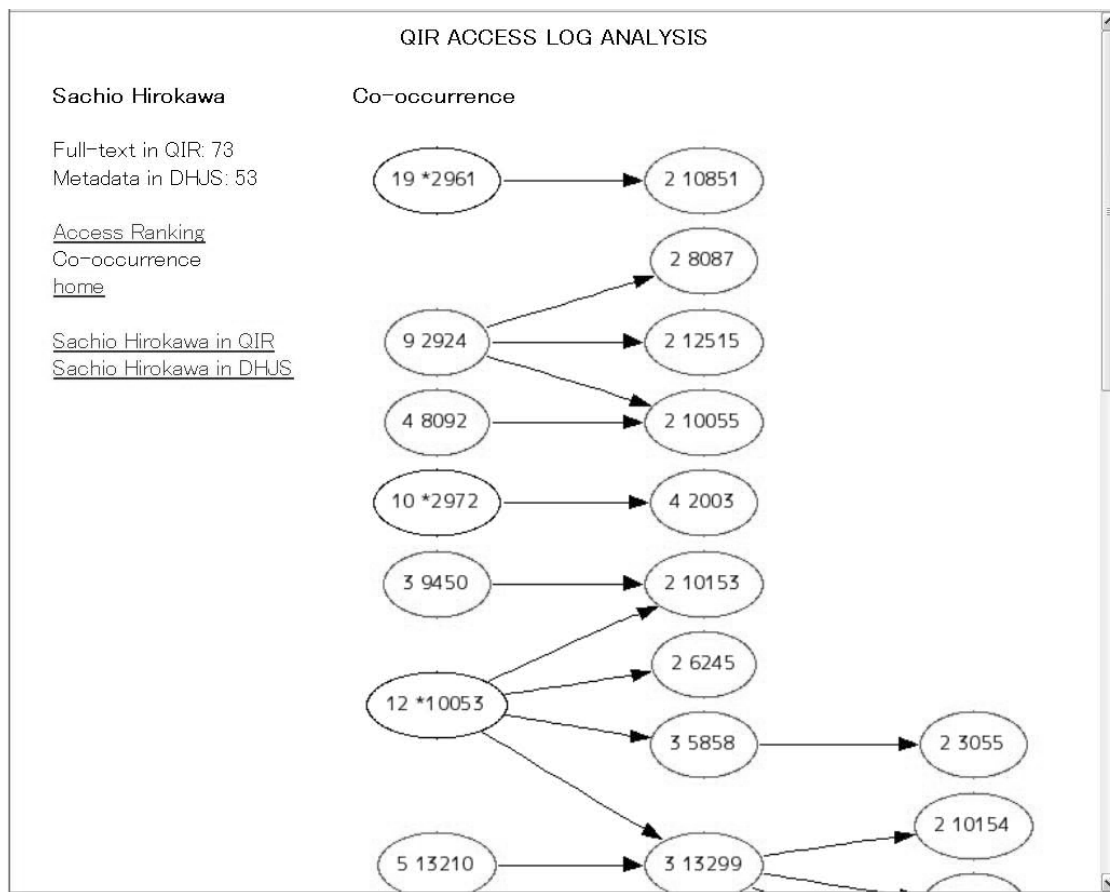 QIR ACCESS LOG ANALYSIS
Sachio Hirokawa
Full-text in QIR: 73
Metadata in DHJS: 53
Access Ranking
Co-occurrence
home
Sachio Hirokawa in QIR
Sachio Hirokawa in DHJS
Co-occurrence
19 *2961
2 10851
2 8087
9 2924
2 12515
4 8092
2 10055
10 *2972
4 2003
3 9450
2 10153
2 6245
12 *10053
3 5858
2 3055
2 10154
5 13210
3 13299